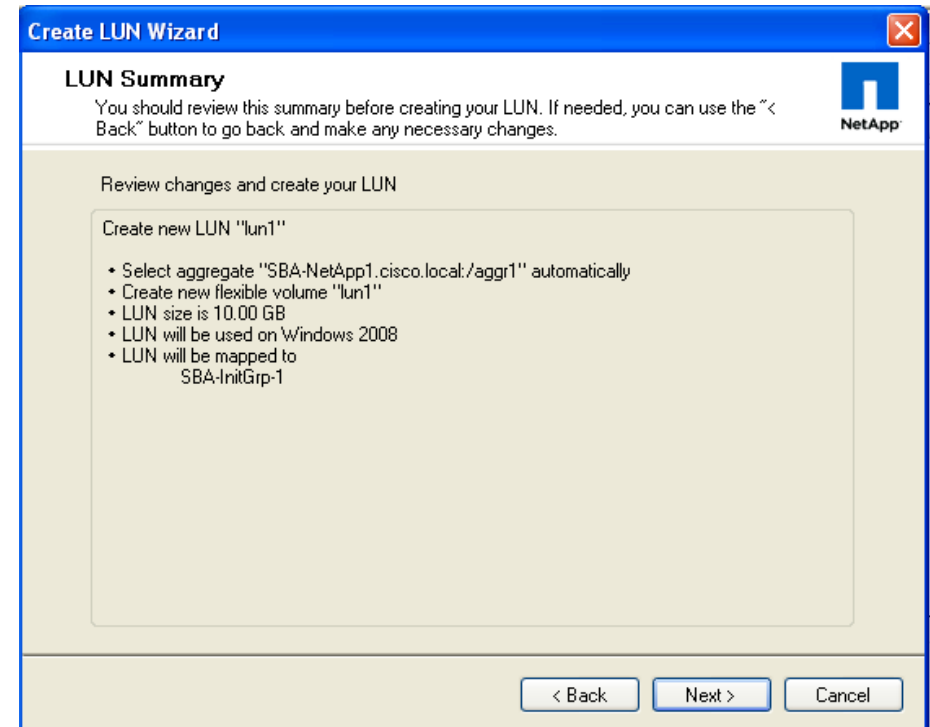 Create LUN Wizard
LUN Summary
You should review this summary before creating your LUN. If needed, you can use the "<
Back" button to go back and make any necessary changes.
NetApp
Review changes and create your LUN
Create new LUN "lun1"
• Select aggregate "SBA-NetApp1.cisco.local:/aggr1" automatically
• Create new flexible volume "lun1"
• LUN size is 10.00 GB
• LUN will be used on Windows 2008
• LUN will be mapped to
SBA-InitGrp-1
< Back
Next >
Cancel